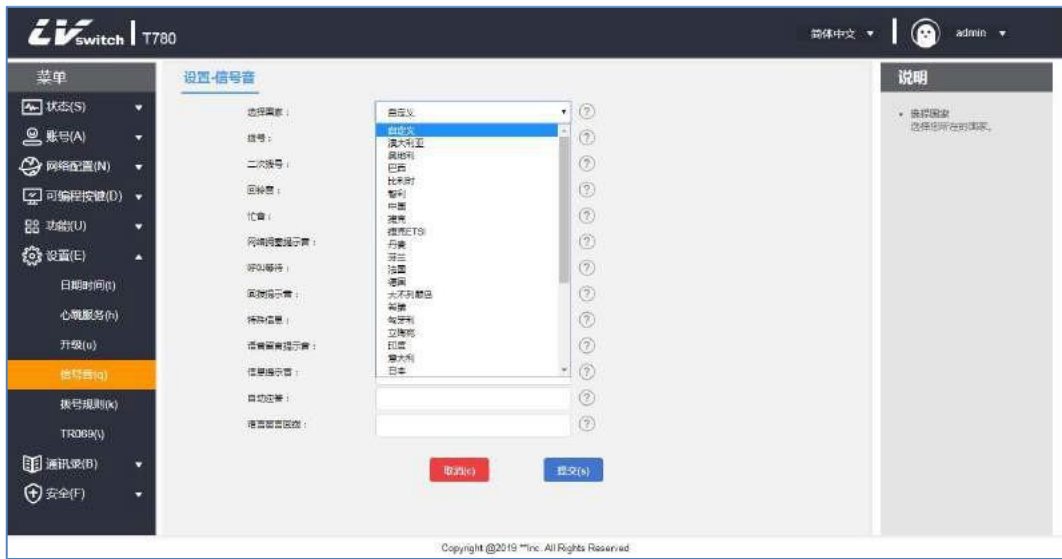 LVswitch T780
简体中文 admin
菜单
状态(S)
账号(A)
网络配置(N)
可编程按键(D)
功能(U)
设置(E)
日期时间(t)
心跳服务(h)
升级(u)
信号音(q)
拨号规则(k)
TR069(\)
通讯录(B)
安全(F)
设置-信号音
选择国家：
自定义
拨号：
二次拨号：
回铃音：
忙音：
网络拥塞提示音：
呼叫等待：
回拨提示音：
特殊信息：
语音留言提示音：
信息提示音：
自动应答：
语言留言回放：
自定义
澳大利亚
奥地利
巴西
比利时
智利
中国
捷克
捷克ETSI
丹麦
芬兰
法国
德国
大不列颠岛
希腊
匈牙利
立陶宛
印度
意大利
日本
取消(c)
提交(s)
说明
选择国家
选择您所在的国家。
Copyright @2019 **Inc. All Rights Reserved